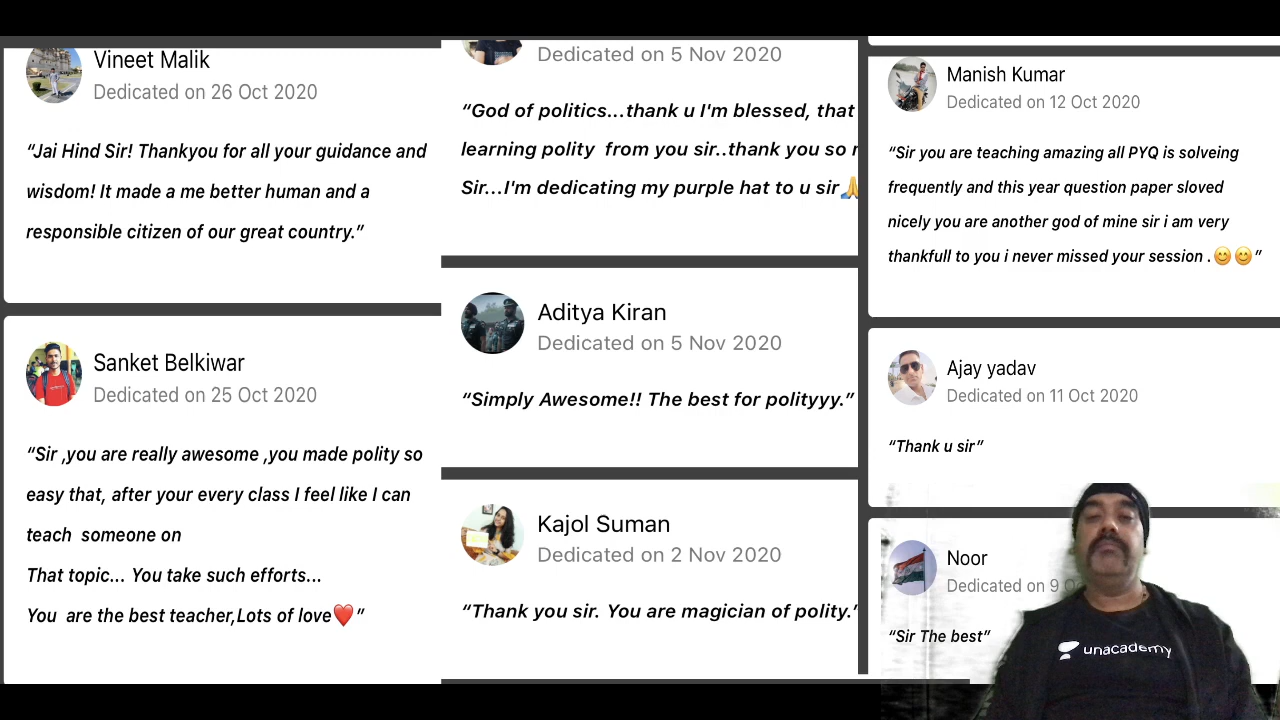 Vineet Malik
Dedicated on 26 Oct 2020
“Jai Hind Sir! Thankyou for all your guidance and
wisdom! It made a me better human and a
responsible citizen of our great country.”
Sanket Belkiwar
Dedicated on 25 Oct 2020
“Sir ,you are really awesome ,you made polity so
easy that, after your every class I feel like I can
teach someone on
That topic... You take such efforts...
You are the best teacher,Lots of love❤️”
Dedicated on 5 Nov 2020
“God of politics...thank u I'm blessed, that
learning polity from you sir..thank you so
Sir...I'm dedicating my purple hat to u sir🙏
Aditya Kiran
Dedicated on 5 Nov 2020
“Simply Awesome!! The best for polityyy.”
Kajol Suman
Dedicated on 2 Nov 2020
“Thank you sir. You are magician of polity.”
Manish Kumar
Dedicated on 12 Oct 2020
“Sir you are teaching amazing all PYQ is solveing
frequently and this year question paper sloved
nicely you are another god of mine sir i am very
thankfull to you i never missed your session .😊😊”
Ajay yadav
Dedicated on 11 Oct 2020
“Thank u sir”
Noor
Dedicated on 9
“Sir The best”
unacademy